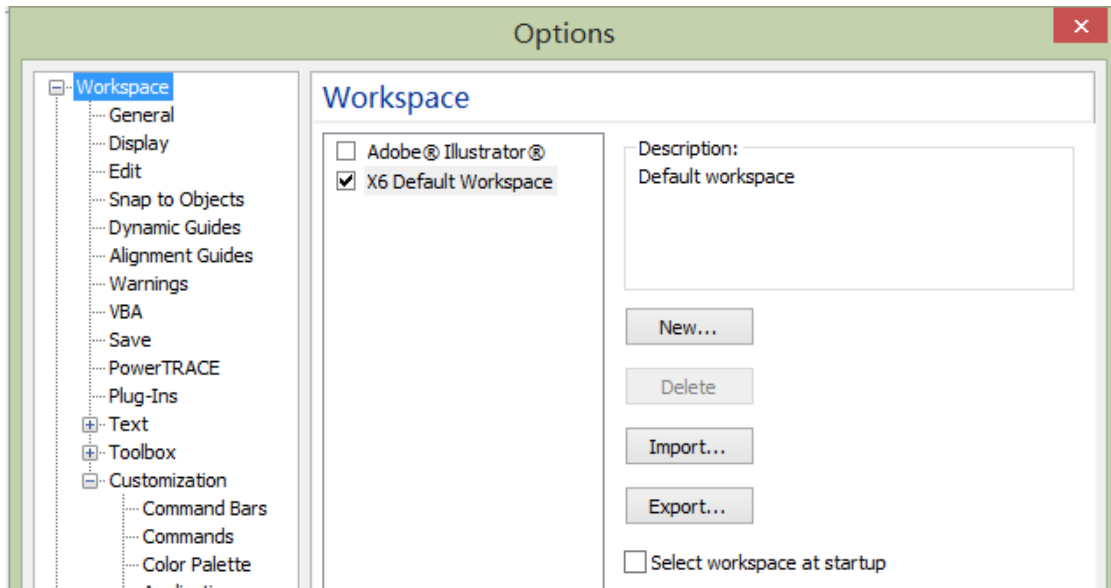 Options
Workspace
General
Display
Edit
Snap to Objects
Dynamic Guides
Alignment Guides
Warnings
VBA
Save
PowerTRACE
Plug-Ins
Text
Toolbox
Customization
Command Bars
Commands
Color Palette
Workspace
Adobe® Illustrator®
X6 Default Workspace
Description:
Default workspace
New...
Delete
Import...
Export...
Select workspace at startup